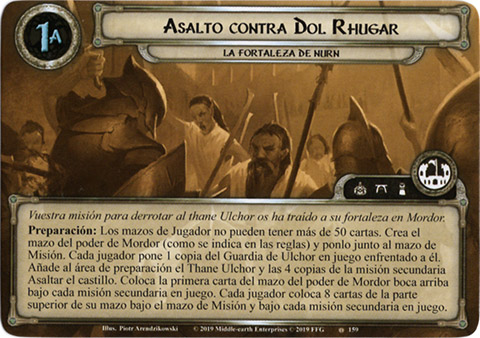 1A
ASALTO CONTRA DOL RHUGAR
LA FORTALEZA DE NURN
Vuestra misión para derrotar al thane Ulchor os ha traído a su fortaleza en Mordor.
Preparación: Los mazos de Jugador no pueden tener más de 50 cartas. Crea el
mazo del poder de Mordor (como se indica en las reglas) y ponlo junto al mazo de
Misión. Cada jugador pone 1 copia del Guardia de Ulchor en juego enfrentado a él.
Añade al área de preparación el Thane Ulchor y las 4 copias de la misión secundaria
Asaltar el castillo. Coloca la primera carta del mazo del poder de Mordor boca arriba
bajo cada misión secundaria en juego. Cada jugador coloca 8 cartas de la parte
superior de su mazo bajo el mazo de Misión y bajo cada misión secundaria en juego.
Illus. Piotr Arendzikowski © 2019 Middle-earth Enterprises © 2019 FFG 159